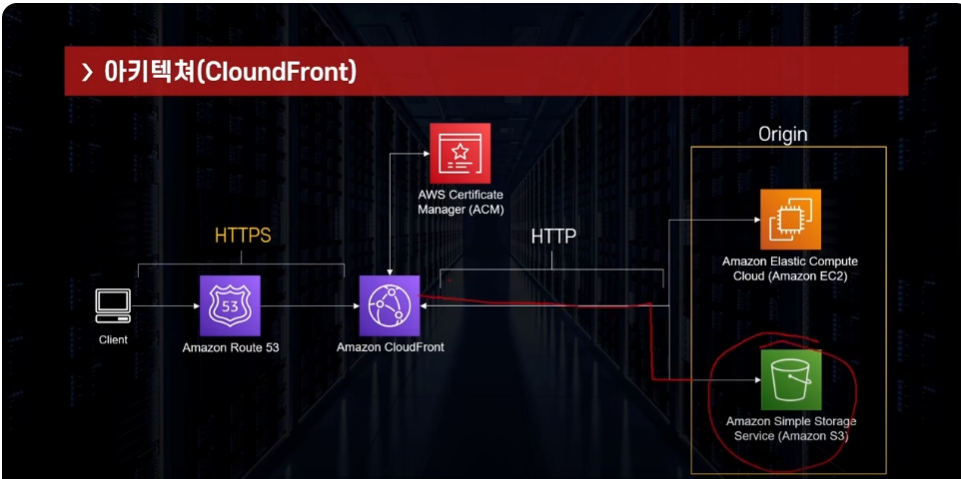 › 아키텍쳐(CloundFront)
Origin
AWS Certificate
Manager (ACM)
HTTPS
HTTP
Amazon Elastic Compute
Cloud (Amazon EC2)
53
Client
Amazon Route 53
Amazon CloudFront
Amazon Simple Storage
Service (Amazon S3)